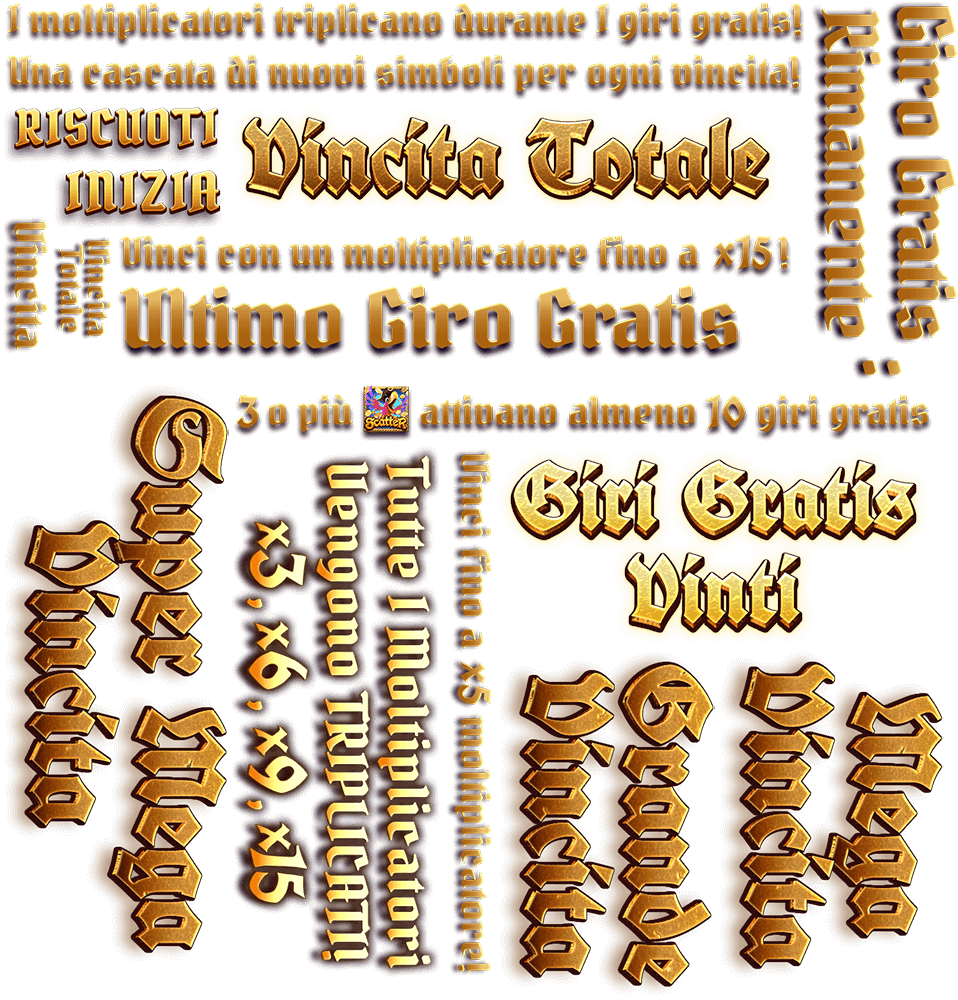 I moltiplicatori triplicano durante I giri gratis!
Una cascata di nuovi simboli per ogni vincita!
RISCUOTI
INIZIA
Vincita Totale
Giro Gratis
Rimanente :
Vincita
Vincita
Totale
Vinci con un moltiplicatore fino a x15!
Ultimo Giro Gratis
3 o più SCATTER attivano almeno 10 giri gratis
Super Mega
Vincita
Tutte I Moltiplicatori
Vengono TRIPLICATI!
x3, x6, x9, x15
Vinci fino a x5 moltiplicatore!
Giri Gratis
Vinti
Grande
Vincita
Mega
Vincita